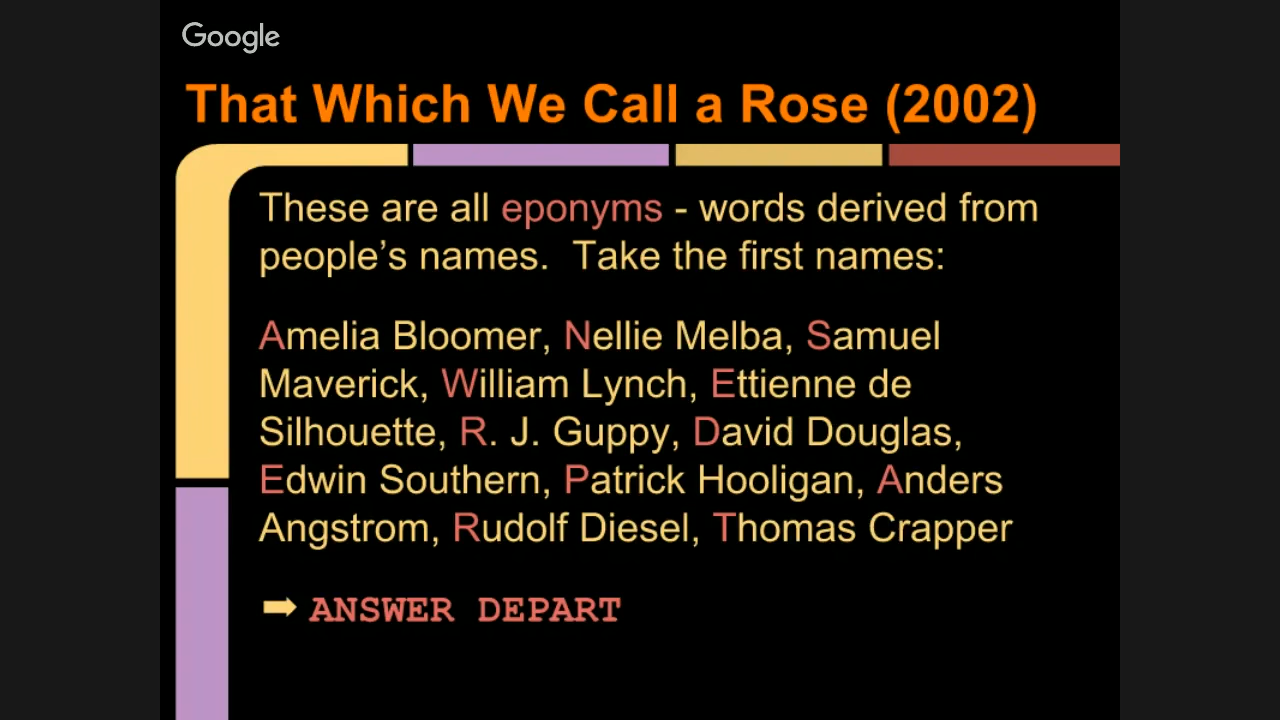 Google
That Which We Call a Rose (2002)
These are all eponyms - words derived from
people's names.  Take the first names:
Amelia Bloomer, Nellie Melba, Samuel
Maverick, William Lynch, Ettienne de
Silhouette, R. J. Guppy, David Douglas,
Edwin Southern, Patrick Hooligan, Anders
Angstrom, Rudolf Diesel, Thomas Crapper
➡ ANSWER DEPART